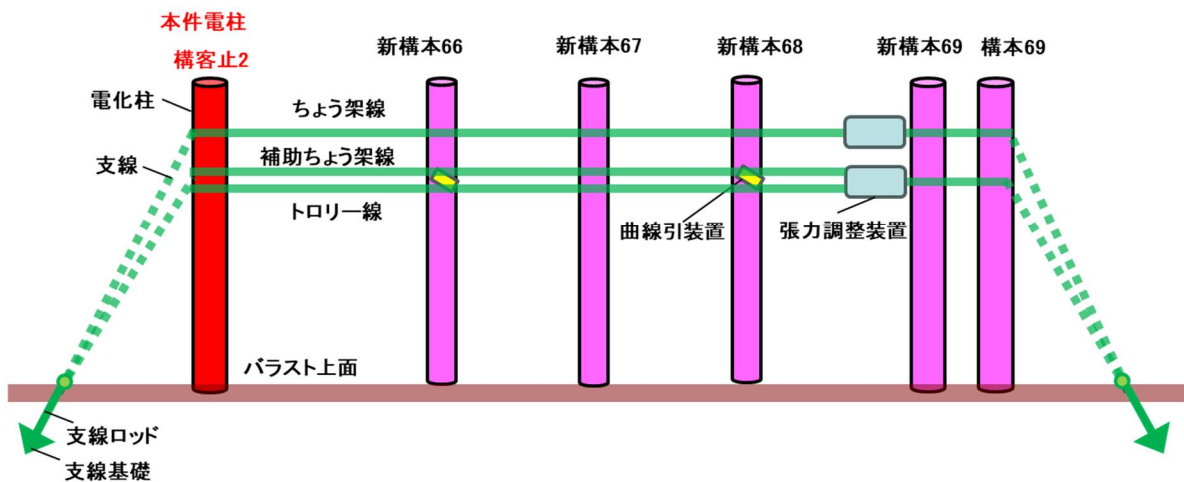 本件電柱
構客止2
新構本66
新構本67
新構本68
新構本69
構本69
電化柱
ちょう架線
支線
補助ちょう架線
トロリー線
曲線引装置
張力調整装置
バラスト上面
支線ロッド
支線基礎